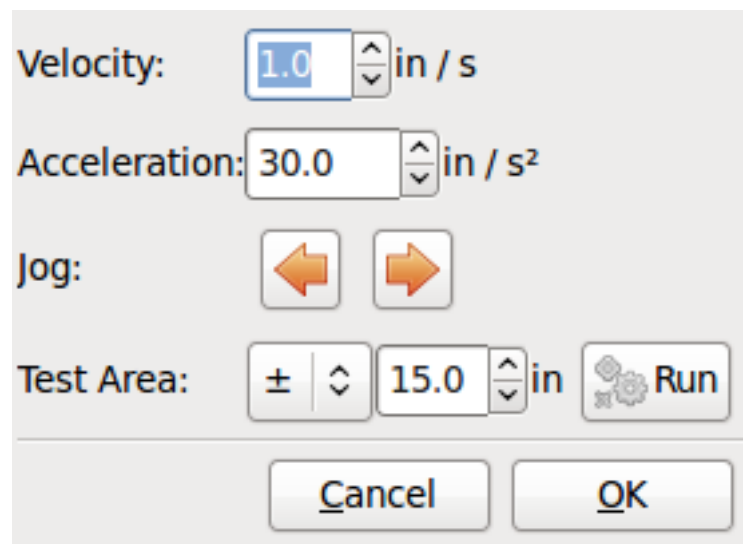 Velocity: 1.0 in / s
Acceleration: 30.0 in / s²
Jog:
Test Area: ± 15.0 in Run
Cancel OK